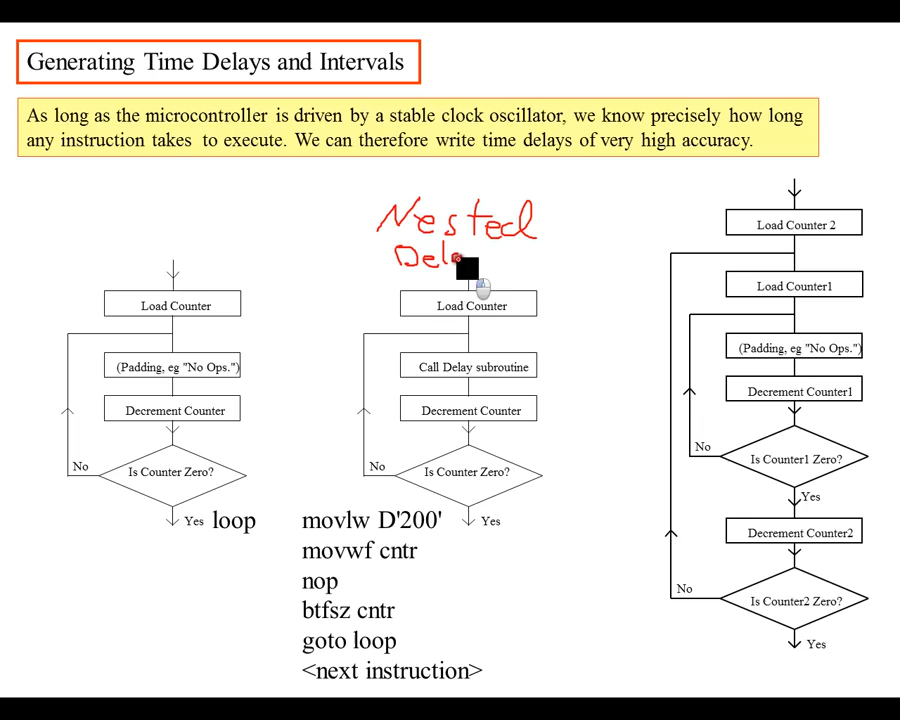 Generating Time Delays and Intervals
As long as the microcontroller is driven by a stable clock oscillator, we know precisely how long
any instruction takes to execute. We can therefore write time delays of very high accuracy.
Load Counter
(Padding, eg "No Ops.")
Decrement Counter
Is Counter Zero?
No
Yes
loop
Nested
Load Counter
Call Delay subroutine
Decrement Counter
Is Counter Zero?
No
Yes
movlw D'200'
movwf cntr
nop
btfsz cntr
goto loop
<next instruction>
Load Counter 2
Load Counter1
(Padding, eg "No Ops.")
Decrement Counter1
Is Counter1 Zero?
No
Yes
Decrement Counter2
Is Counter2 Zero?
No
Yes